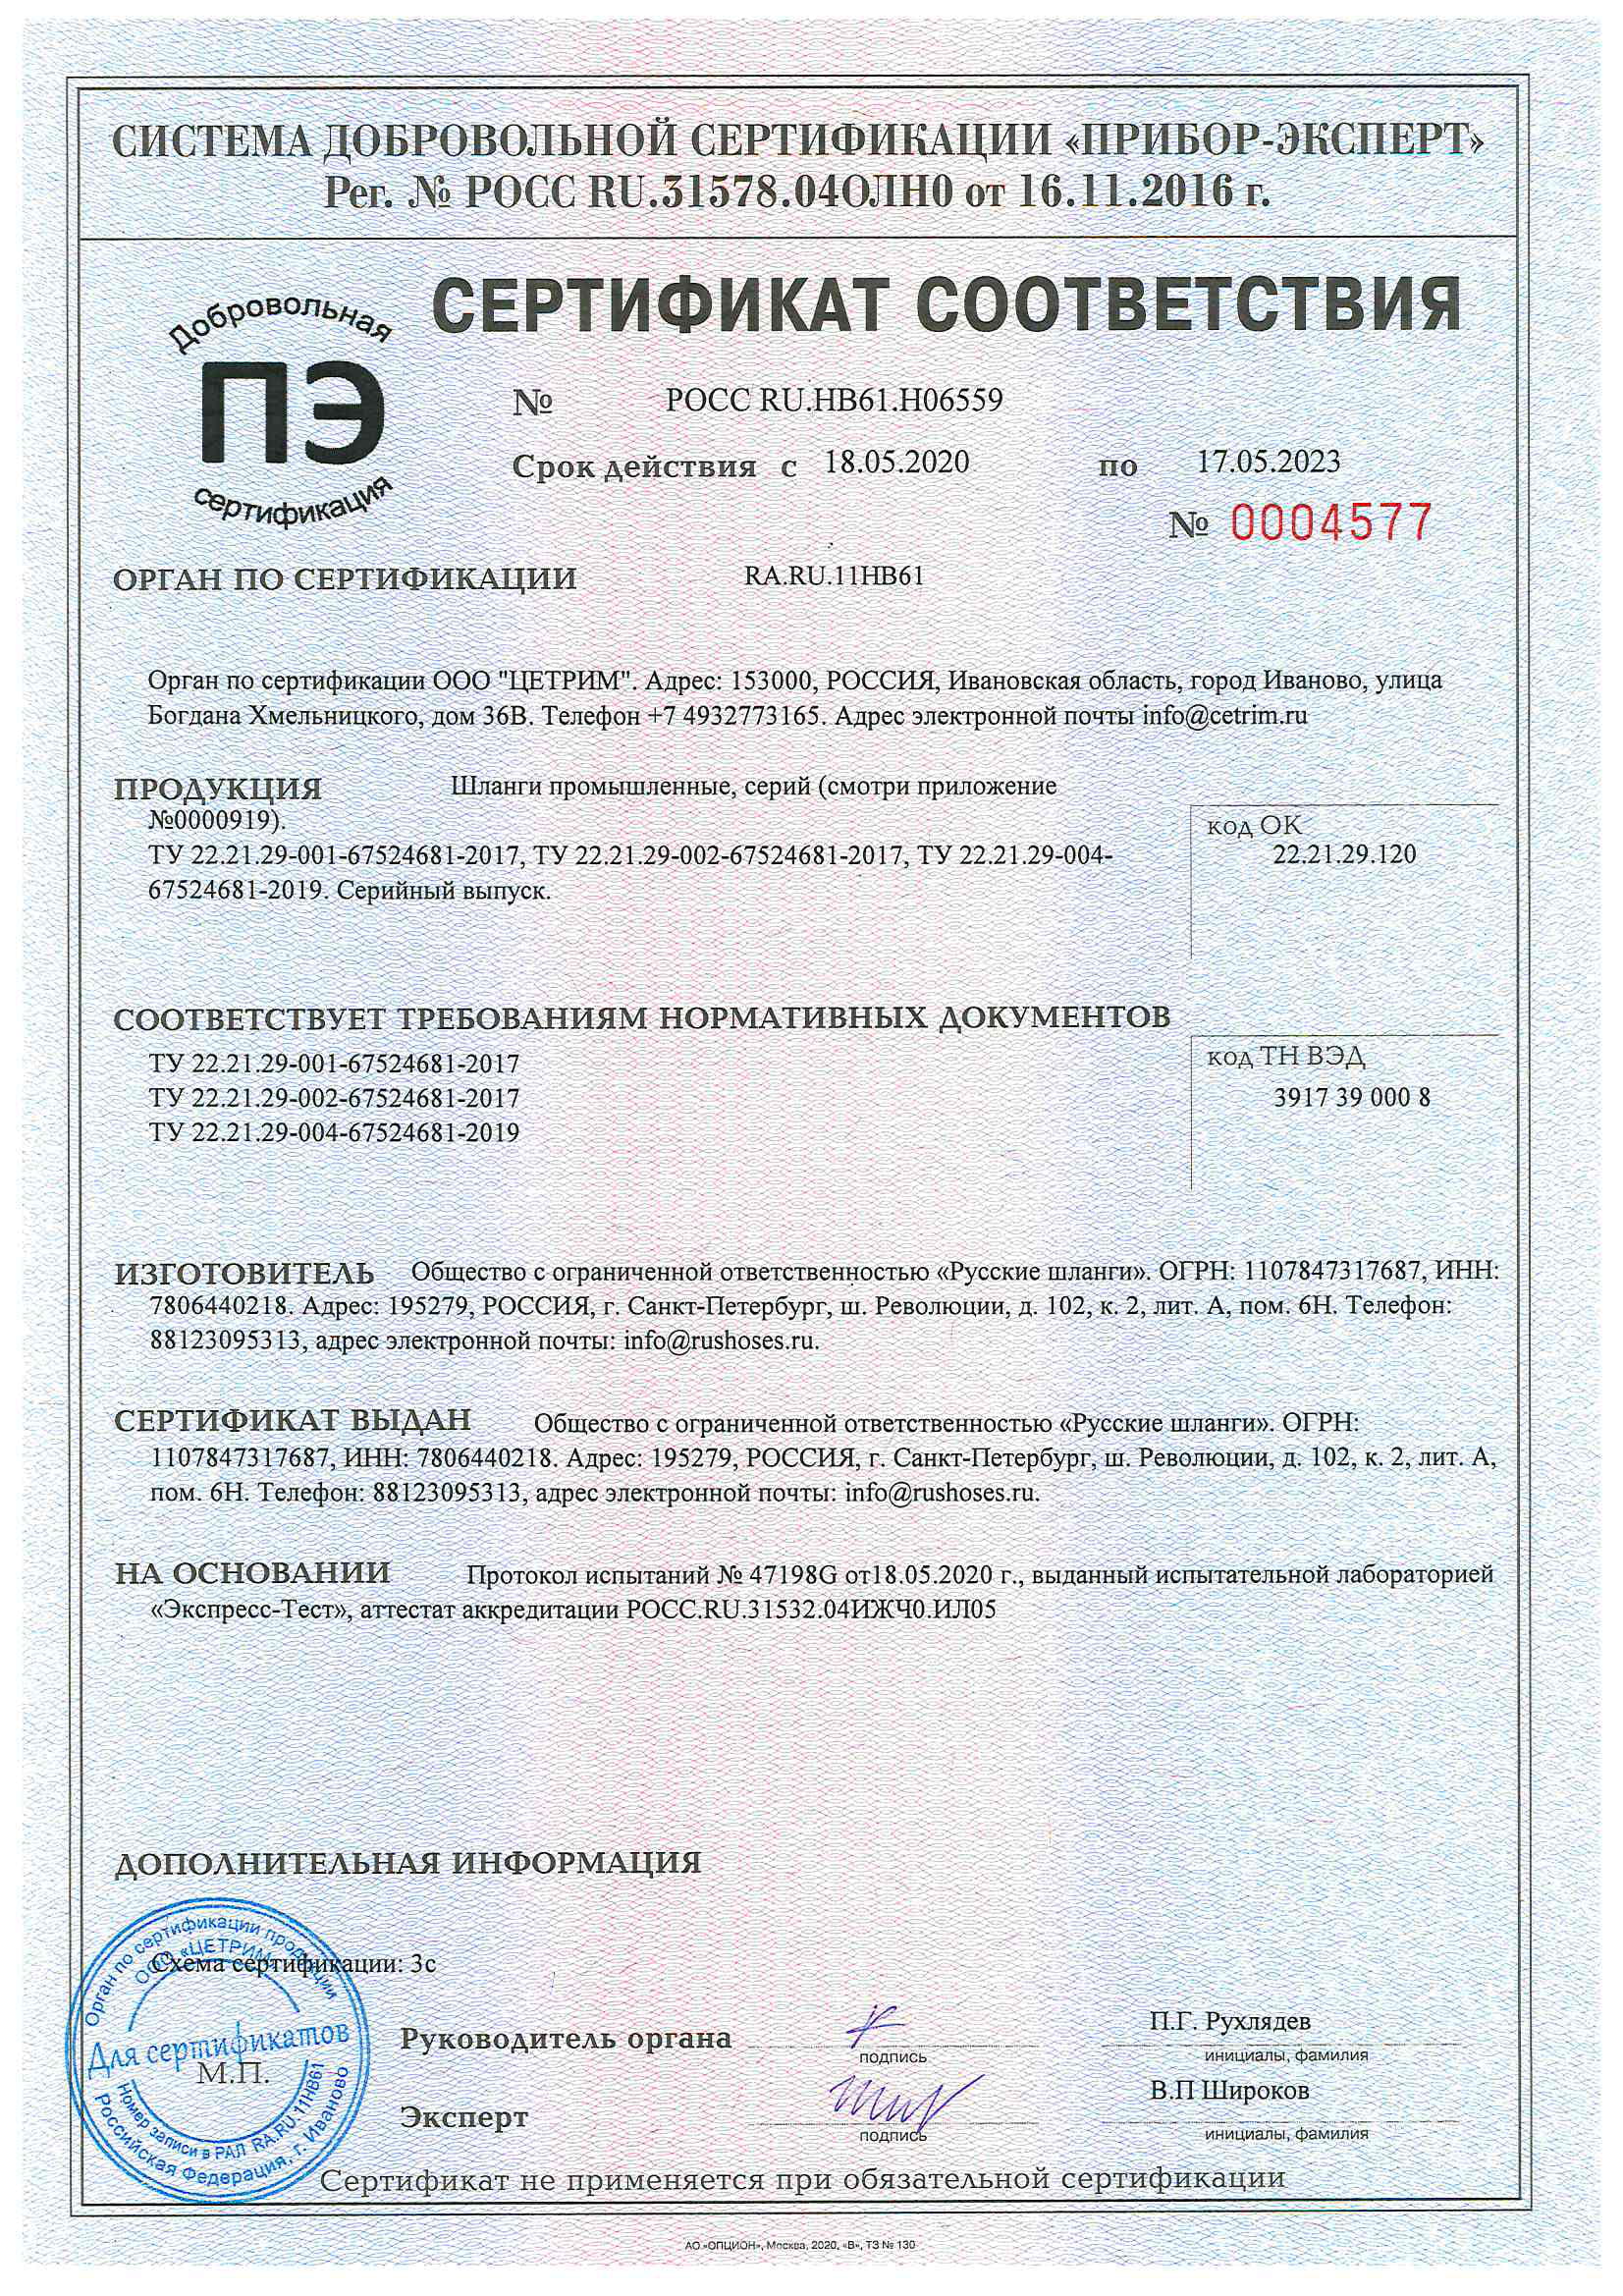 СИСТЕМА ДОБРОВОЛЬНОЙ СЕРТИФИКАЦИИ «ПРИБОР-ЭКСПЕРТ»
Рег. № РОСС RU.31578.04ОЛН0 от 16.11.2016 г.
Добровольная
ПЭ
сертификация
СЕРТИФИКАТ СООТВЕТСТВИЯ
№ РОСС RU.НВ61.Н06559
Срок действия с 18.05.2020 по 17.05.2023
№ 0004577
ОРГАН ПО СЕРТИФИКАЦИИ RA.RU.11НВ61
Орган по сертификации ООО "ЦЕТРИМ". Адрес: 153000, РОССИЯ, Ивановская область, город Иваново, улица
Богдана Хмельницкого, дом 36В. Телефон +7 4932773165. Адрес электронной почты info@cetrim.ru
ПРОДУКЦИЯ Шланги промышленные, серий (смотри приложение
№0000919).
ТУ 22.21.29-001-67524681-2017, ТУ 22.21.29-002-67524681-2017, ТУ 22.21.29-004-
67524681-2019. Серийный выпуск.
код ОК
22.21.29.120
СООТВЕТСТВУЕТ ТРЕБОВАНИЯМ НОРМАТИВНЫХ ДОКУМЕНТОВ
ТУ 22.21.29-001-67524681-2017
ТУ 22.21.29-002-67524681-2017
ТУ 22.21.29-004-67524681-2019
код ТН ВЭД
3917 39 000 8
ИЗГОТОВИТЕЛЬ Общество с ограниченной ответственностью «Русские шланги». ОГРН: 1107847317687, ИНН:
7806440218. Адрес: 195279, РОССИЯ, г. Санкт-Петербург, ш. Революции, д. 102, к. 2, лит. А, пом. 6Н. Телефон:
88123095313, адрес электронной почты: info@rushoses.ru.
СЕРТИФИКАТ ВЫДАН Общество с ограниченной ответственностью «Русские шланги». ОГРН:
1107847317687, ИНН: 7806440218. Адрес: 195279, РОССИЯ, г. Санкт-Петербург, ш. Революции, д. 102, к. 2, лит. А,
пом. 6Н. Телефон: 88123095313, адрес электронной почты: info@rushoses.ru.
НА ОСНОВАНИИ Протокол испытаний № 47198G от18.05.2020 г., выданный испытательной лабораторией
«Экспресс-Тест», аттестат аккредитации РОСС.RU.31532.04ИЖЧ0.ИЛ05
ДОПОЛНИТЕЛЬНАЯ ИНФОРМАЦИЯ
Схема сертификации: 3с
Орган по сертификации продукции
ООО «ЦЕТРИМ»
Для сертификатов
М.П.
Номер записи в РАЛ RA.RU.11НВ61
Российская Федерация, г. Иваново
Руководитель органа
подпись
П.Г. Рухлядев
инициалы, фамилия
Эксперт
подпись
В.П Широков
инициалы, фамилия
Сертификат не применяется при обязательной сертификации
АО «ОПЦИОН», Москва, 2020, «В», ТЗ № 130